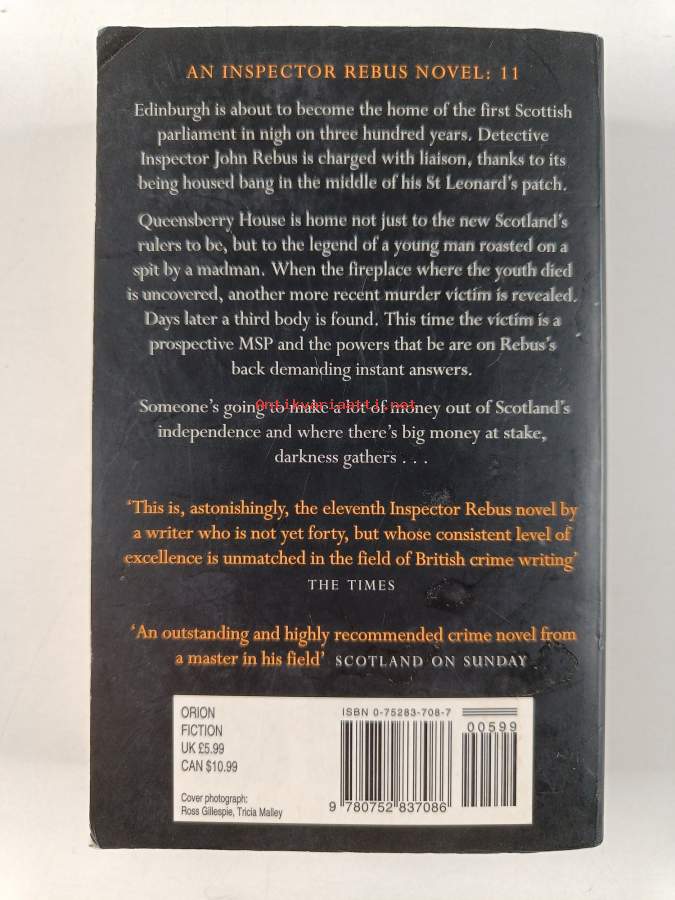 AN INSPECTOR REBUS NOVEL: 11
Edinburgh is about to become the home of the first Scottish
parliament in nigh on three hundred years. Detective
Inspector John Rebus is charged with liaison, thanks to its
being housed bang in the middle of his St Leonard's patch.
Queensberry House is home not just to the new Scotland's
rulers to be, but to the legend of a young man roasted on a
spit by a madman. When the fireplace where the youth died
is uncovered, another more recent murder victim is revealed.
Days later a third body is found. This time the victim is a
prospective MSP and the powers that be are on Rebus's
back demanding instant answers.
Someone's going to make a lot of money out of Scotland's
Antikvariaatti.net
independence and where there's big money at stake,
darkness gathers . . .
'This is, astonishingly, the eleventh Inspector Rebus novel by
a writer who is not yet forty, but whose consistent level of
excellence is unmatched in the field of British crime writing'
THE TIMES
'An outstanding and highly recommended crime novel from
a master in his field' SCOTLAND ON SUNDAY
ORION
FICTION
UK £5.99
CAN $10.99
Cover photograph:
Ross Gillespie, Tricia Malley
ISBN 0-75283-708-7
00599
9 780752 837086